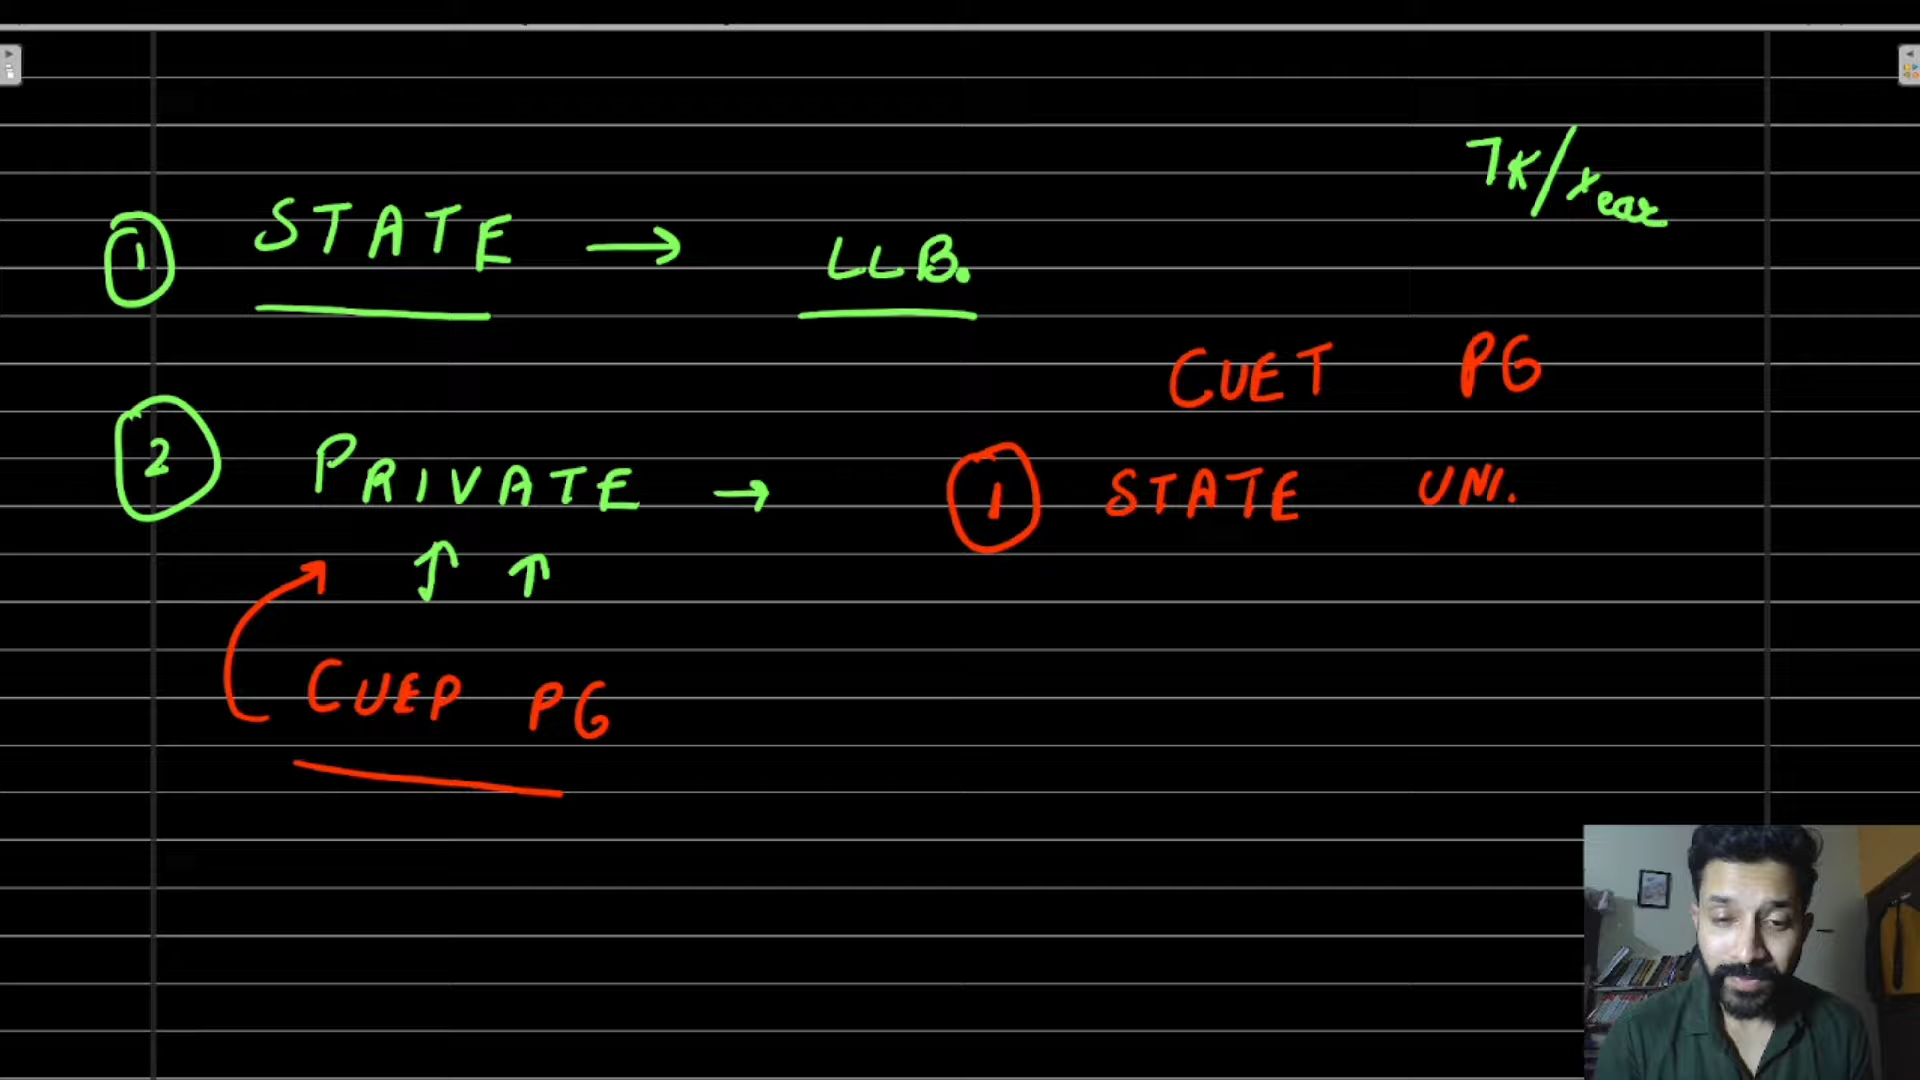 7K/Year
① STATE → LLB.
CUET PG
② PRIVATE →
① STATE UNI.
CUEP PG